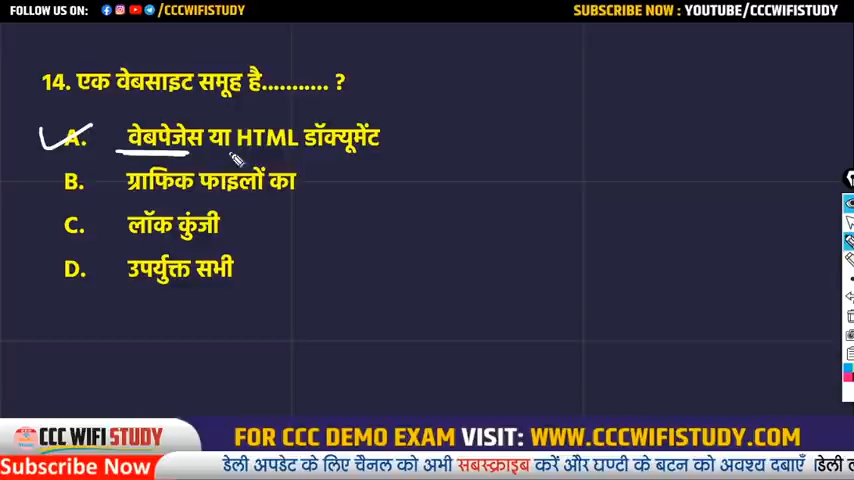 FOLLOW US ON: /CCCWIFISTUDY
SUBSCRIBE NOW : YOUTUBE/CCCWIFISTUDY
14. एक वेबसाइट समूह है........... ?
A. वेबपेजेस या HTML डॉक्यूमेंट
B. ग्राफिक फाइलों का
C. लॉक कुंजी
D. उपर्युक्त सभी
CCC WIFI STUDY
FOR CCC DEMO EXAM VISIT: WWW.CCCWIFISTUDY.COM
Subscribe Now
डेली अपडेट के लिए चैनल को अभी सबस्क्राइब करें और घण्टी के बटन को अवश्य दबाएँ । डेली